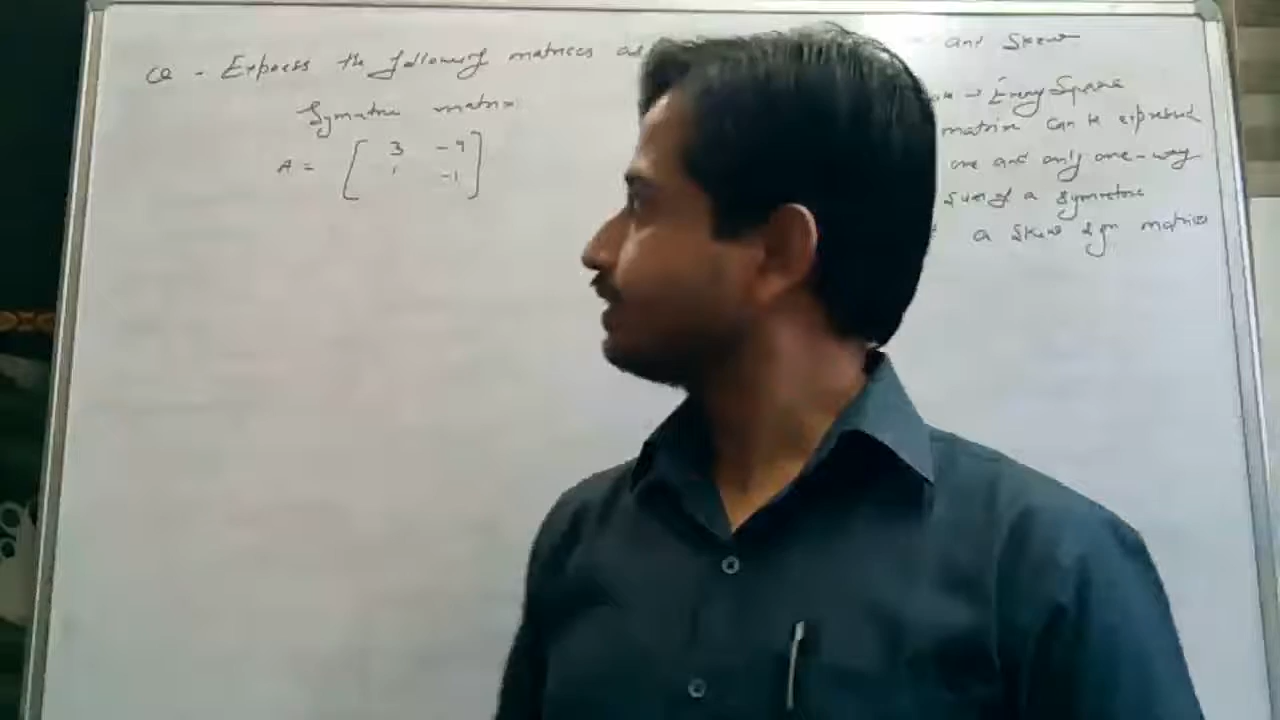 Q - Express the following matrices as and Skew
Symmetric matrix
A = [ 3 -4
1 -1 ]
→ Every Square
matrix can be expressed
one and only one-way
sum of a symmetric
a skew sym matrices